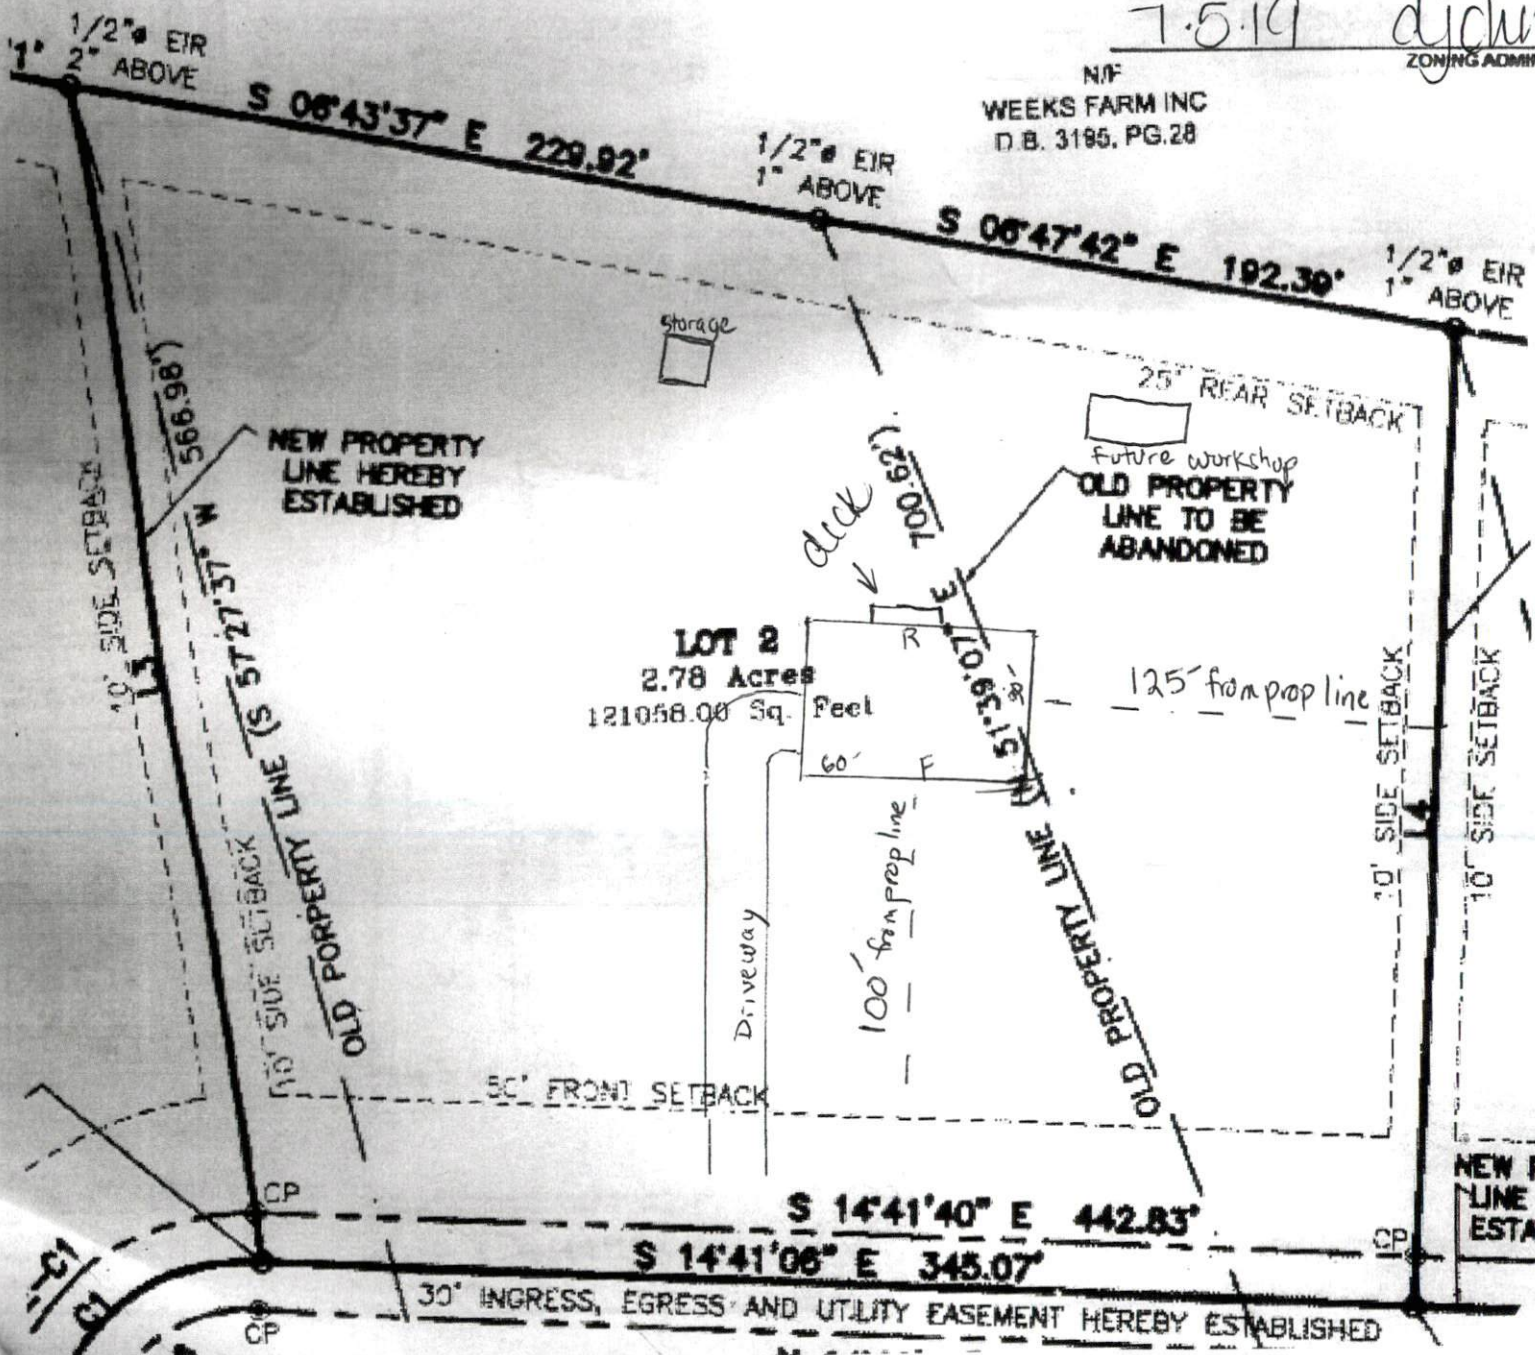 7.5.19
ZONING ADMIN
N/F
WEEKS FARM INC
D.B. 3195, PG.28
1/2"ø EIR
2" ABOVE
1"
S 06°43'37" E 229.92'
1/2"ø EIR
1" ABOVE
S 06°47'42" E 192.39'
1/2"ø EIR
1" ABOVE
storage
25' REAR SETBACK
future workshop
NEW PROPERTY
LINE HEREBY
ESTABLISHED
OLD PROPERTY
LINE TO BE
ABANDONED
deck
10' SIDE SETBACK
L3
OLD PORPERTY LINE (S 57°27'37" W 566.98')
10' SIDE SETBACK
OLD PROPERTY LINE (N 51°39'07" E 700.62').
LOT 2
2.78 Acres
121058.00 Sq. Feet
R
60'
F
125' from prop line
100' from prop line
Driveway
10' SIDE SETBACK
L4
10' SIDE SETBACK
50' FRONT SETBACK
CP
S 14°41'40" E 442.83'
CP
S 14°41'06" E 345.07'
30' INGRESS, EGRESS AND UTILITY EASEMENT HEREBY ESTABLISHED
CP
C1
C1
NEW
LINE
ESTA